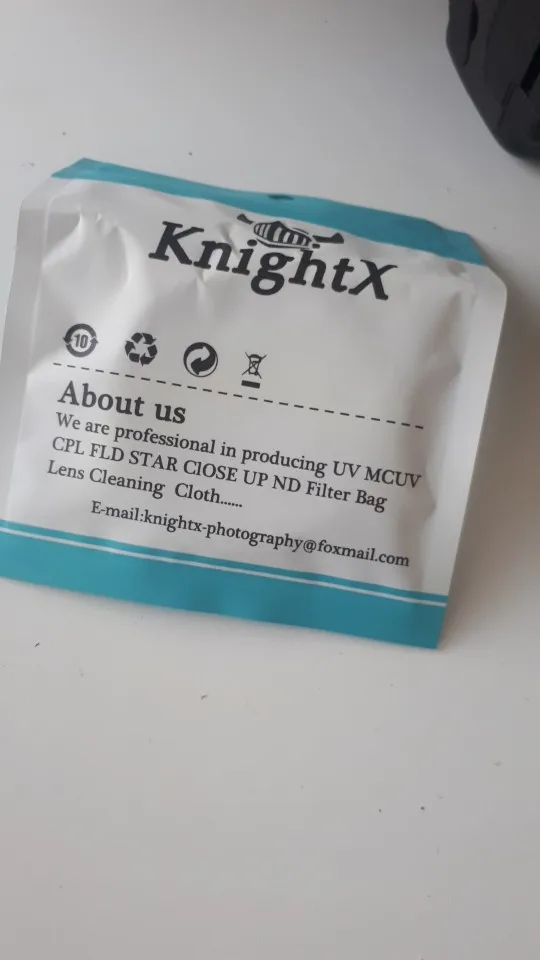 KnightX
10
About us
We are professional in producing UV MCUV
CPL FLD STAR ClOSE UP ND Filter Bag
Lens Cleaning Cloth......
E-mail:knightx-photography@foxmail.com